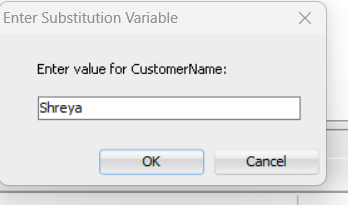 Enter Substitution Variable
Enter value for CustomerName:
Shreya
OK
Cancel